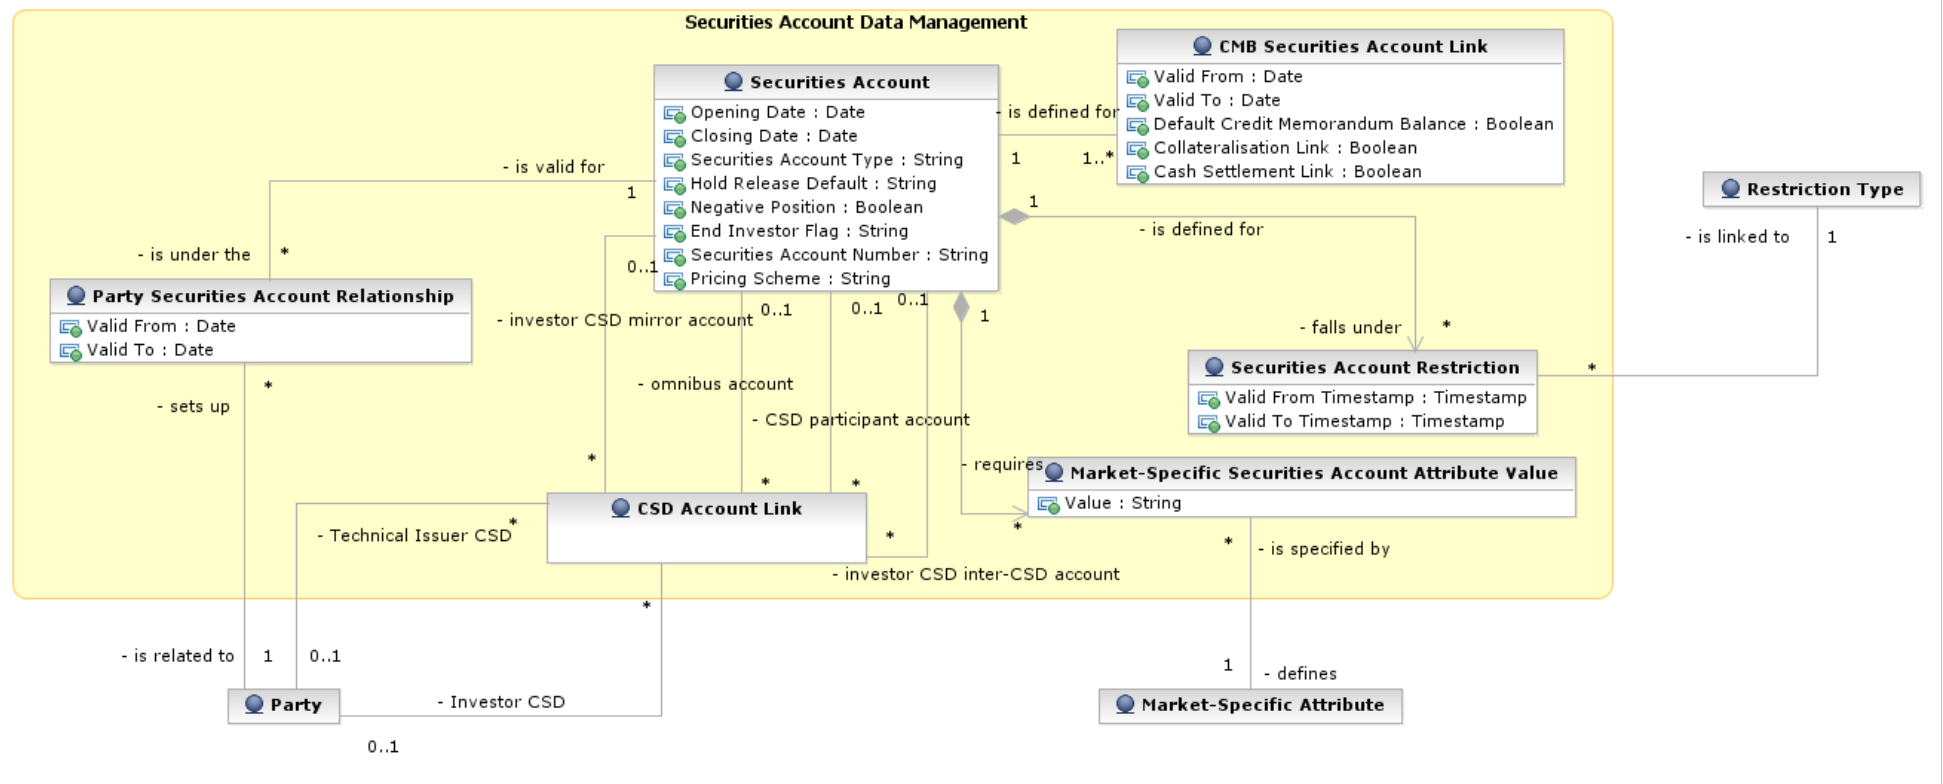 Securities Account Data Management
CMB Securities Account Link
Valid From : Date
Valid To : Date
Default Credit Memorandum Balance : Boolean
Collateralisation Link : Boolean
Cash Settlement Link : Boolean
Securities Account
Opening Date : Date
Closing Date : Date
Securities Account Type : String
Hold Release Default : String
Negative Position : Boolean
End Investor Flag : String
Securities Account Number : String
Pricing Scheme : String
- is defined for
1
1..*
- is valid for
1
- is under the
*
1
- is defined for
Restriction Type
- is linked to
1
Party Securities Account Relationship
Valid From : Date
Valid To : Date
0..1
- investor CSD mirror account
0..1
0..1
0..1
1
- falls under
*
Securities Account Restriction
Valid From Timestamp : Timestamp
Valid To Timestamp : Timestamp
*
*
- sets up
- omnibus account
- CSD participant account
*
*
*
- requires
Market-Specific Securities Account Attribute Value
Value : String
*
CSD Account Link
*
- Technical Issuer CSD
*
- investor CSD inter-CSD account
*
- is specified by
*
- is related to
1
0..1
1
- defines
Party
- Investor CSD
0..1
Market-Specific Attribute